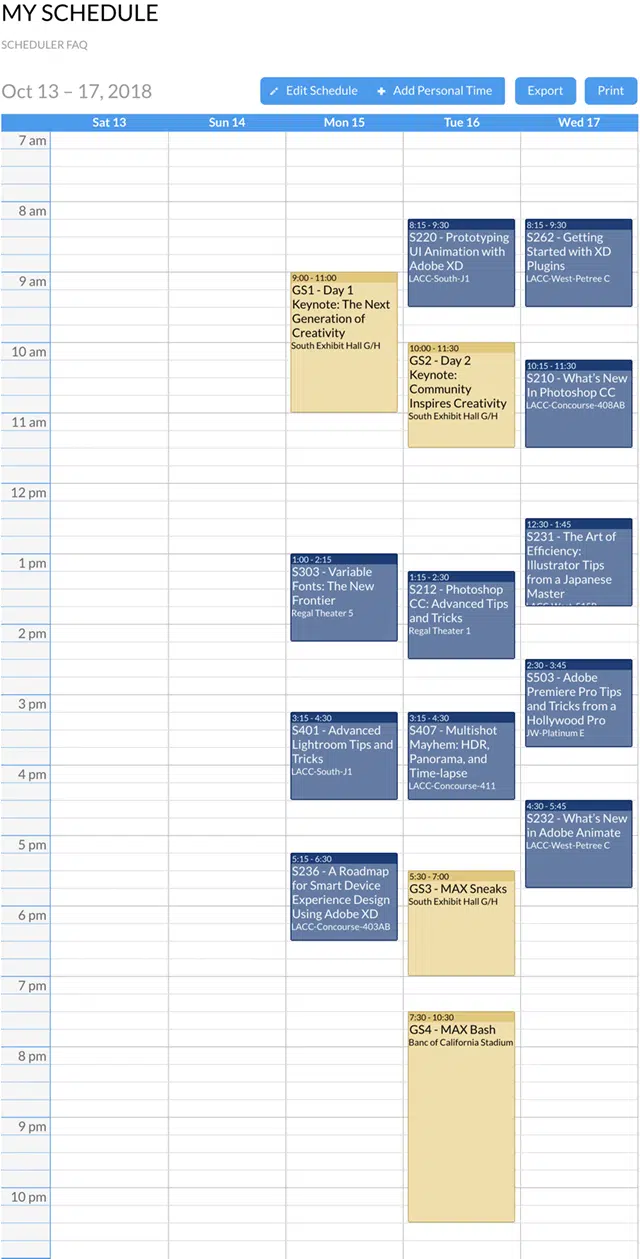 MY SCHEDULE
SCHEDULER FAQ
Oct 13 – 17, 2018
Edit Schedule
Add Personal Time
Export
Print
Sat 13
Sun 14
Mon 15
Tue 16
Wed 17
7 am
8 am
9 am
10 am
11 am
12 pm
1 pm
2 pm
3 pm
4 pm
5 pm
6 pm
7 pm
8 pm
9 pm
10 pm
9:00 - 11:00
GS1 - Day 1
Keynote: The Next
Generation of
Creativity
South Exhibit Hall G/H
1:00 - 2:15
S303 - Variable
Fonts: The New
Frontier
Regal Theater 5
3:15 - 4:30
S401 - Advanced
Lightroom Tips and
Tricks
LACC-South-J1
5:15 - 6:30
S236 - A Roadmap
for Smart Device
Experience Design
Using Adobe XD
LACC-Concourse-403AB
8:15 - 9:30
S220 - Prototyping
UI Animation with
Adobe XD
LACC-South-J1
10:00 - 11:30
GS2 - Day 2
Keynote:
Community
Inspires Creativity
South Exhibit Hall G/H
1:15 - 2:30
S212 - Photoshop
CC: Advanced Tips
and Tricks
Regal Theater 1
3:15 - 4:30
S407 - Multishot
Mayhem: HDR,
Panorama, and
Time-lapse
LACC-Concourse-411
5:30 - 7:00
GS3 - MAX Sneaks
South Exhibit Hall G/H
7:30 - 10:30
GS4 - MAX Bash
Banc of California Stadium
8:15 - 9:30
S262 - Getting
Started with XD
Plugins
LACC-West-Petree C
10:15 - 11:30
S210 - What's New
In Photoshop CC
LACC-Concourse-408AB
12:30 - 1:45
S231 - The Art of
Efficiency:
Illustrator Tips
from a Japanese
Master
2:30 - 3:45
S503 - Adobe
Premiere Pro Tips
and Tricks from a
Hollywood Pro
JW-Platinum E
4:30 - 5:45
S232 - What's New
in Adobe Animate
LACC-West-Petree C